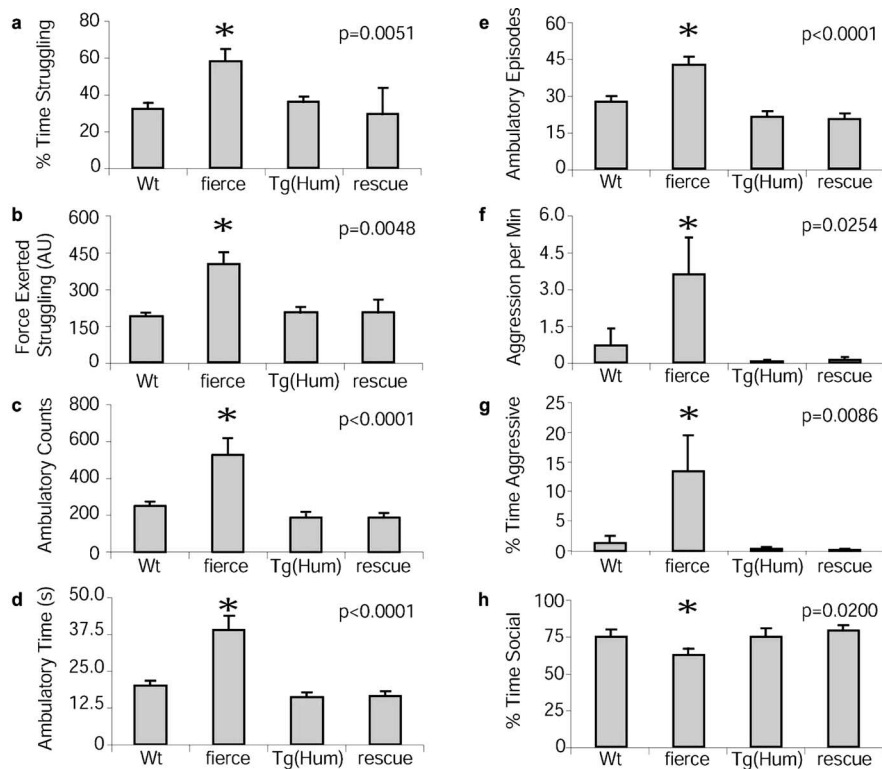 a
% Time Struggling
80
60
40
20
0
*
p=0.0051
Wt fierce Tg(Hum) rescue
b
Force Exerted
Struggling (AU)
600
450
300
150
0
*
p=0.0048
Wt fierce Tg(Hum) rescue
c
Ambulatory Counts
800
600
400
200
0
*
p<0.0001
Wt fierce Tg(Hum) rescue
d
Ambulatory Time (s)
50.0
37.5
25.0
12.5
0
*
p<0.0001
Wt fierce Tg(Hum) rescue
e
Ambulatory Episodes
60
45
30
15
0
*
p<0.0001
Wt fierce Tg(Hum) rescue
f
Aggression per Min
6.0
4.5
3.0
1.5
0
*
p=0.0254
Wt fierce Tg(Hum) rescue
g
% Time Aggressive
25
20
15
10
5
0
*
p=0.0086
Wt fierce Tg(Hum) rescue
h
% Time Social
100
75
50
25
0
*
p=0.0200
Wt fierce Tg(Hum) rescue